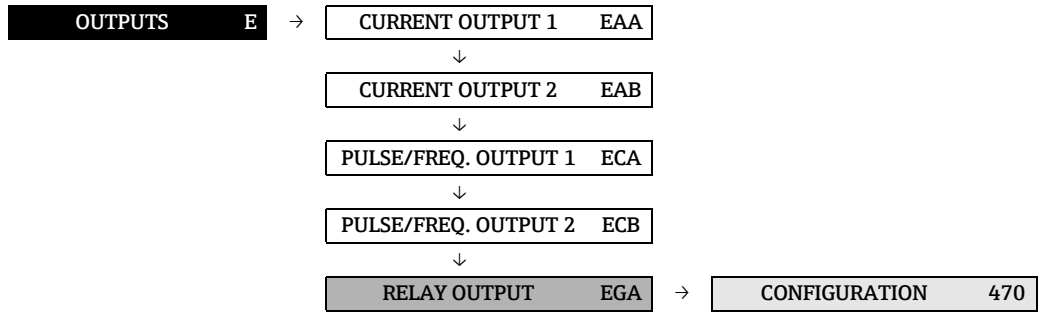 OUTPUTS E → CURRENT OUTPUT 1 EAA
↓
CURRENT OUTPUT 2 EAB
↓
PULSE/FREQ. OUTPUT 1 ECA
↓
PULSE/FREQ. OUTPUT 2 ECB
↓
RELAY OUTPUT EGA → CONFIGURATION 470